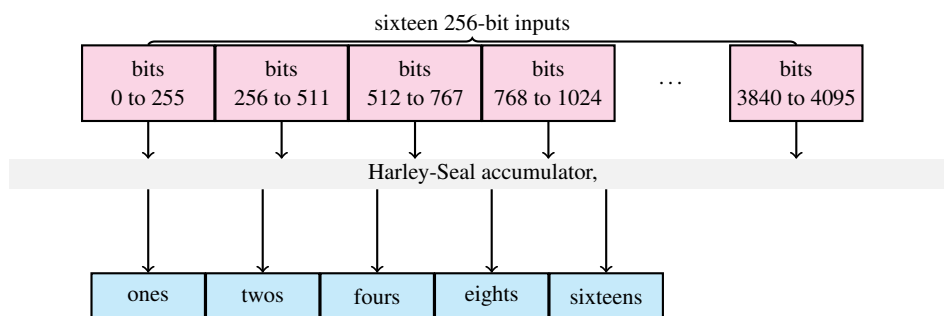 sixteen 256-bit inputs
bits bits bits bits bits
0 to 255 256 to 511 512 to 767 768 to 1024 ... 3840 to 4095
Harley-Seal accumulator,
ones twos fours eights sixteens